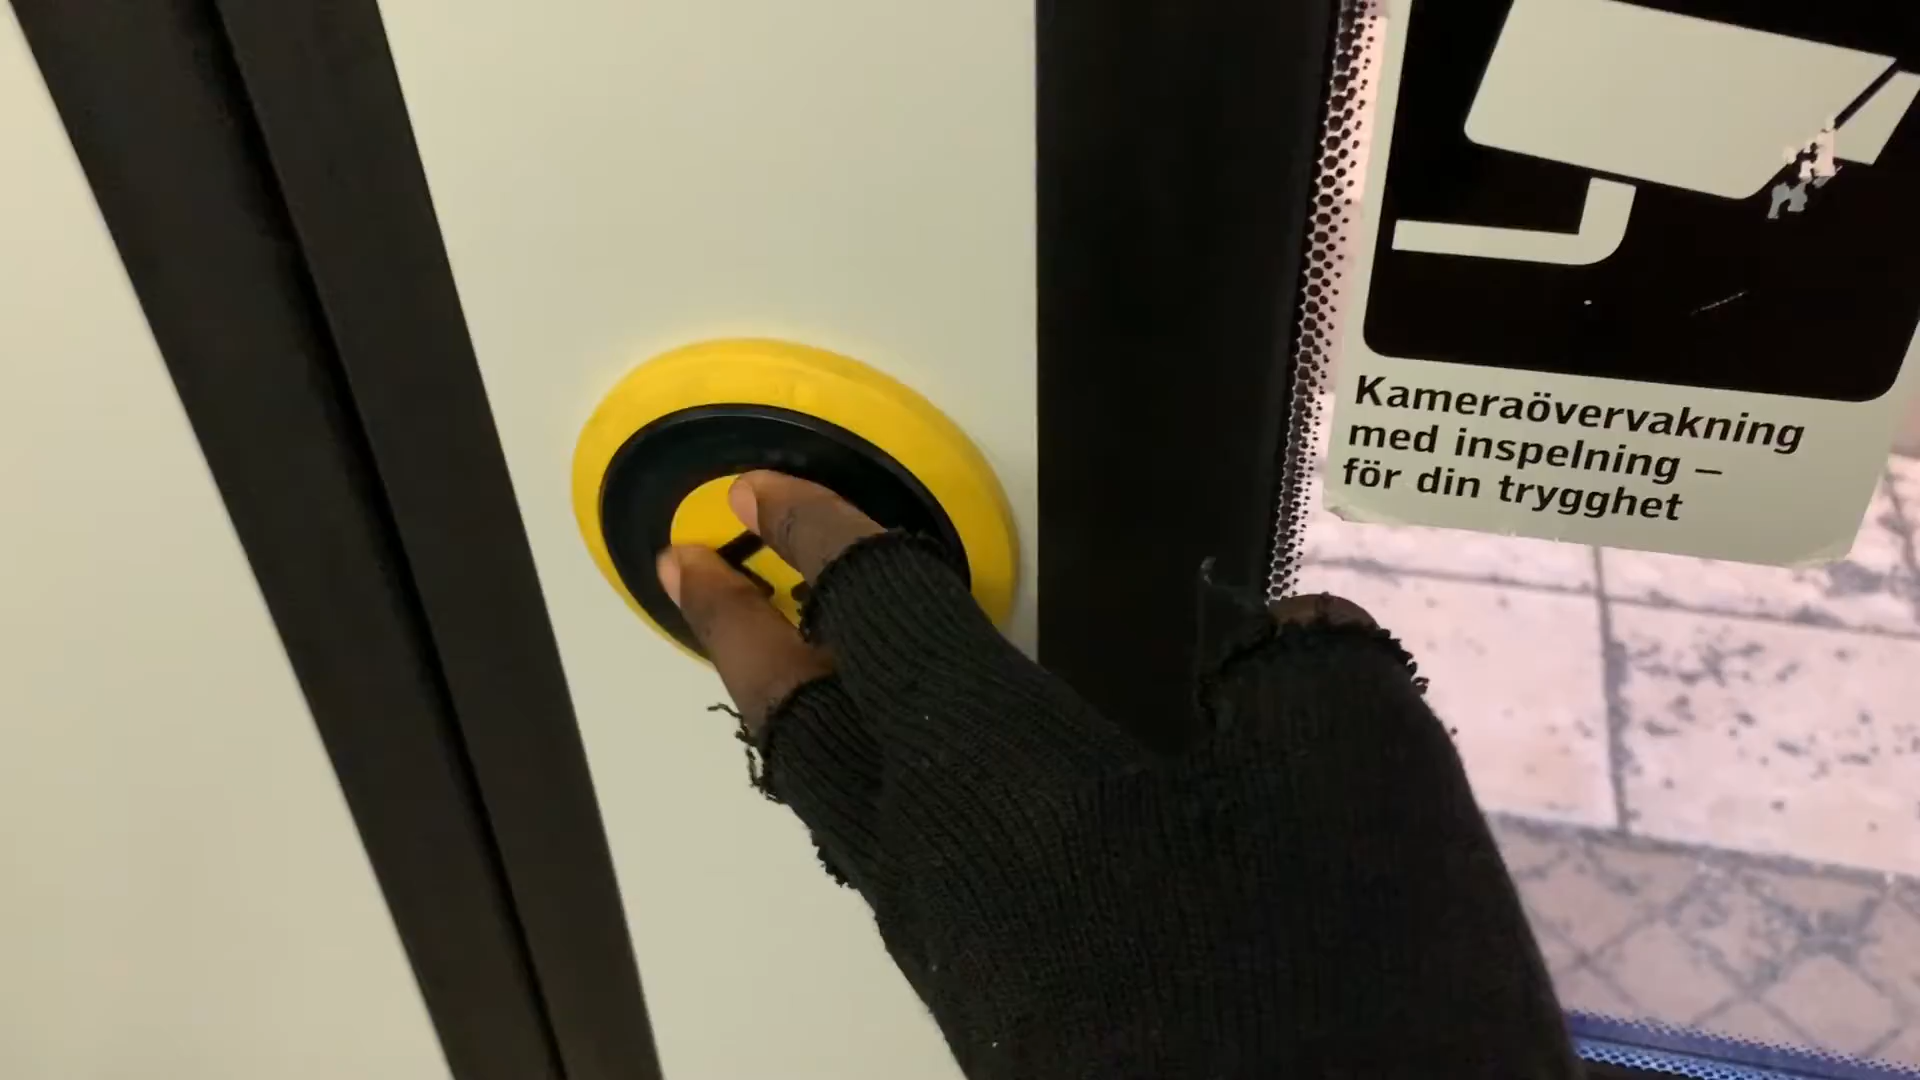 Kameraövervakning
med inspelning –
för din trygghet